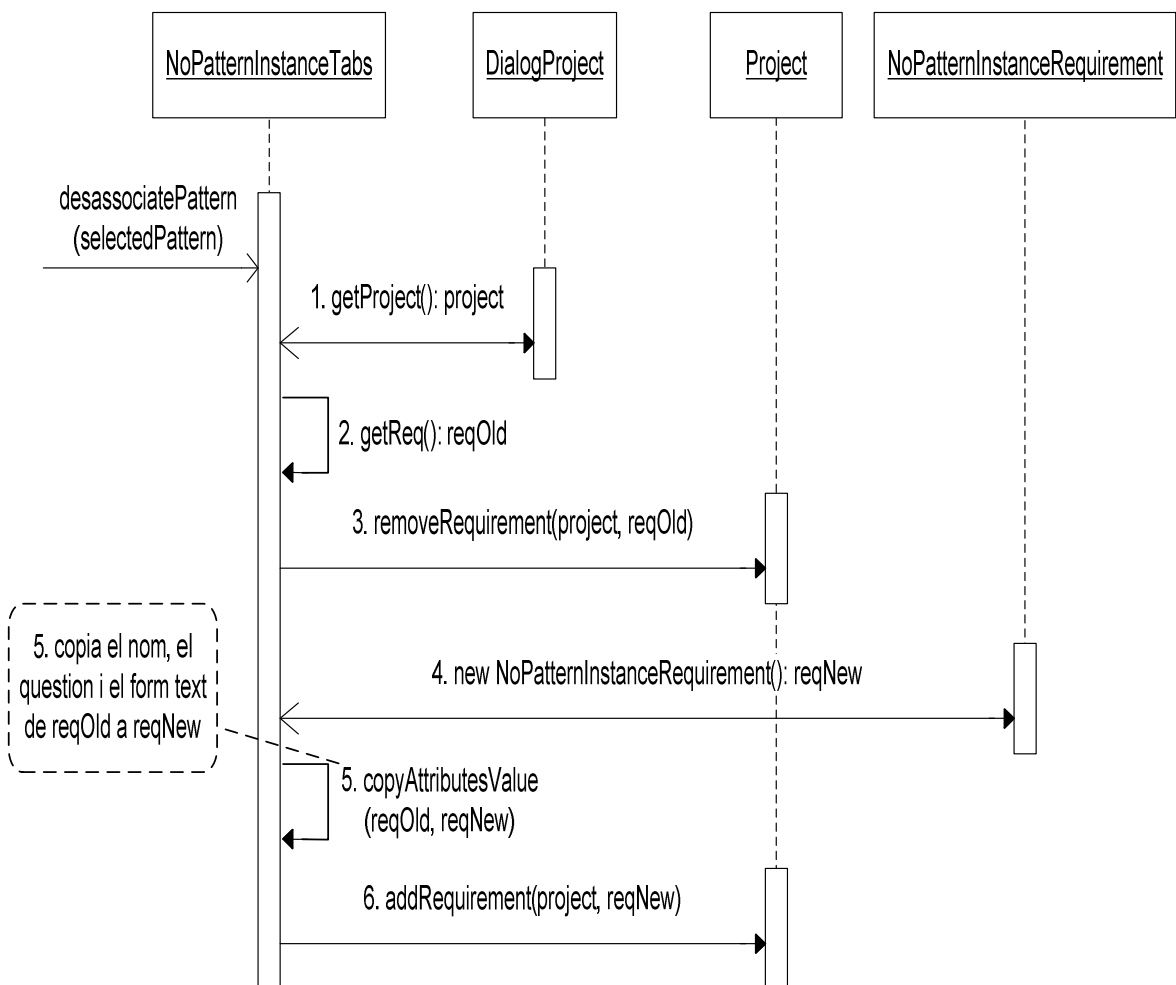 NoPatternInstanceTabs
DialogProject
Project
NoPatternInstanceRequirement
desassociatePattern
(selectedPattern)
1. getProject(): project
2. getReq(): reqOld
3. removeRequirement(project, reqOld)
5. copia el nom, el
question i el form text
de reqOld a reqNew
4. new NoPatternInstanceRequirement(): reqNew
5. copyAttributesValue
(reqOld, reqNew)
6. addRequirement(project, reqNew)